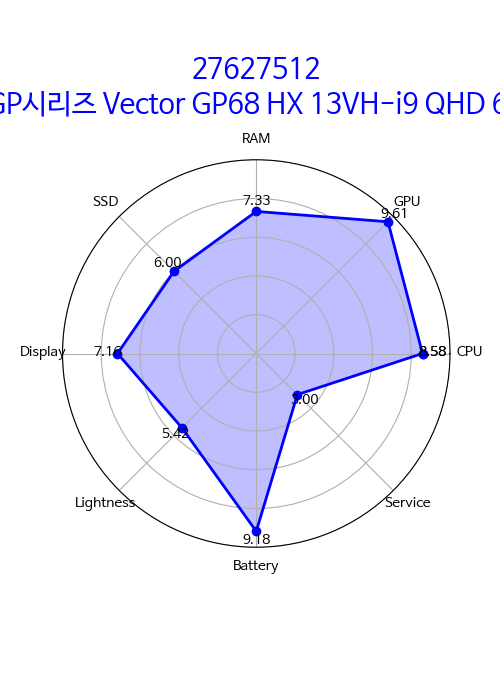 27627512
GP시리즈 Vector GP68 HX 13VH-i9 QHD 6
RAM
7.33
SSD
GPU
9.61
6.00
Display
7.16
8.58
CPU
5.42
3.00
Lightness
Service
9.18
Battery